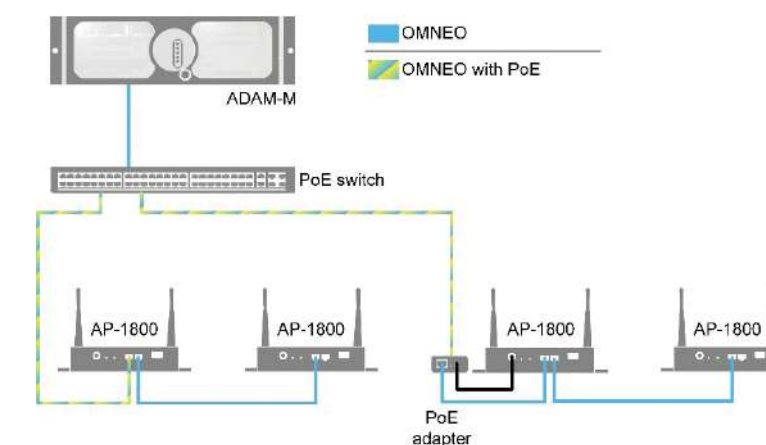 OMNEO
OMNEO with PoE
ADAM-M
PoE switch
AP-1800
AP-1800
AP-1800
AP-1800
PoE
adapter